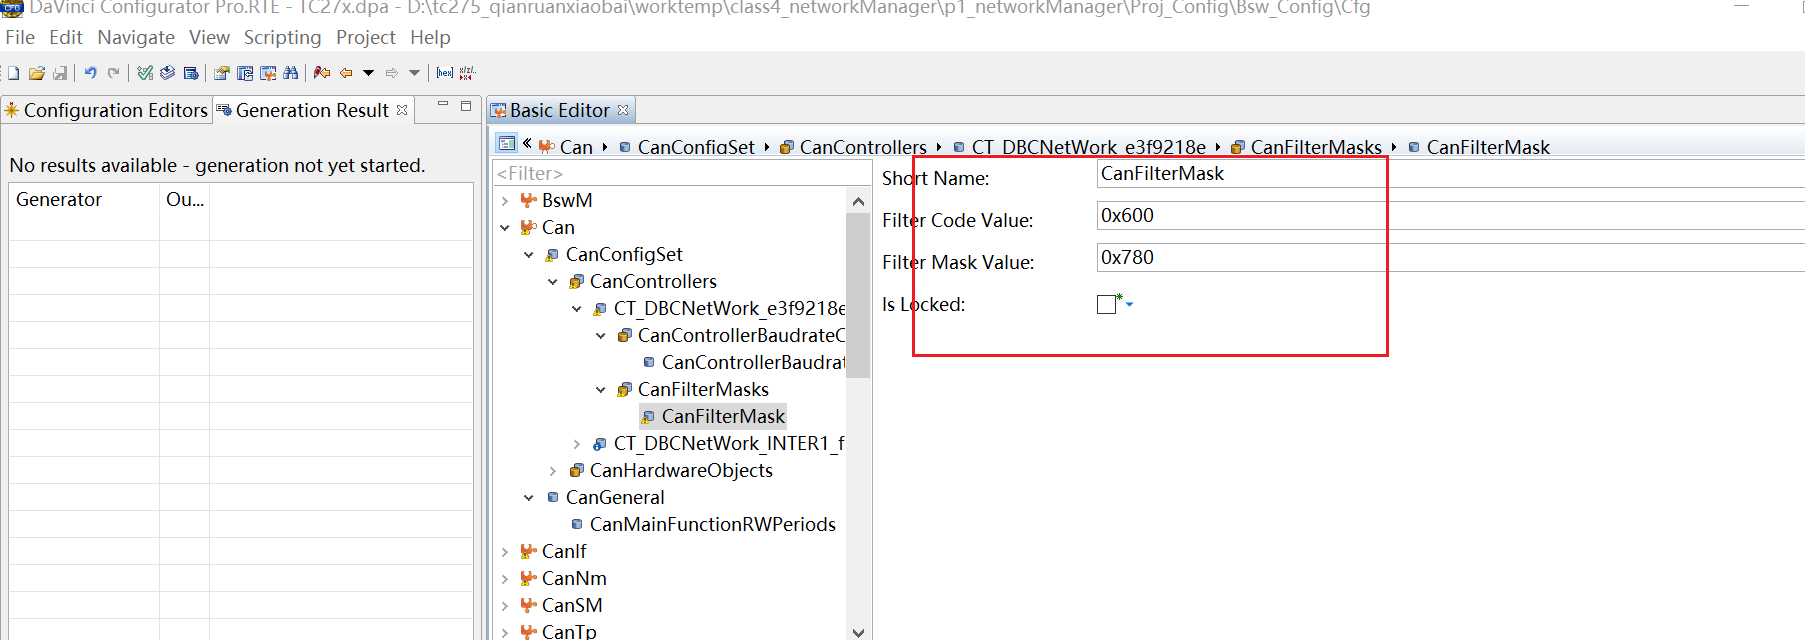 DaVinci Configurator Pro.RTE - TC27x.dpa - D:\tc275_qianruanxiaobai\worktemp\class4_networkManager\p1_networkManager\Proj_Config\Bsw_Config\Cfg
File Edit Navigate View Scripting Project Help
Configuration Editors
Generation Result
No results available - generation not yet started.
Generator Ou...
Basic Editor
« Can CanConfigSet CanControllers CT_DBCNetWork_e3f9218e CanFilterMasks CanFilterMask
<Filter>
BswM
Can
CanConfigSet
CanControllers
CT_DBCNetWork_e3f9218e
CanControllerBaudrateC
CanControllerBaudrat
CanFilterMasks
CanFilterMask
CT_DBCNetWork_INTER1_f
CanHardwareObjects
CanGeneral
CanMainFunctionRWPeriods
CanIf
CanNm
CanSM
CanTp
Short Name: CanFilterMask
Filter Code Value: 0x600
Filter Mask Value: 0x780
Is Locked: